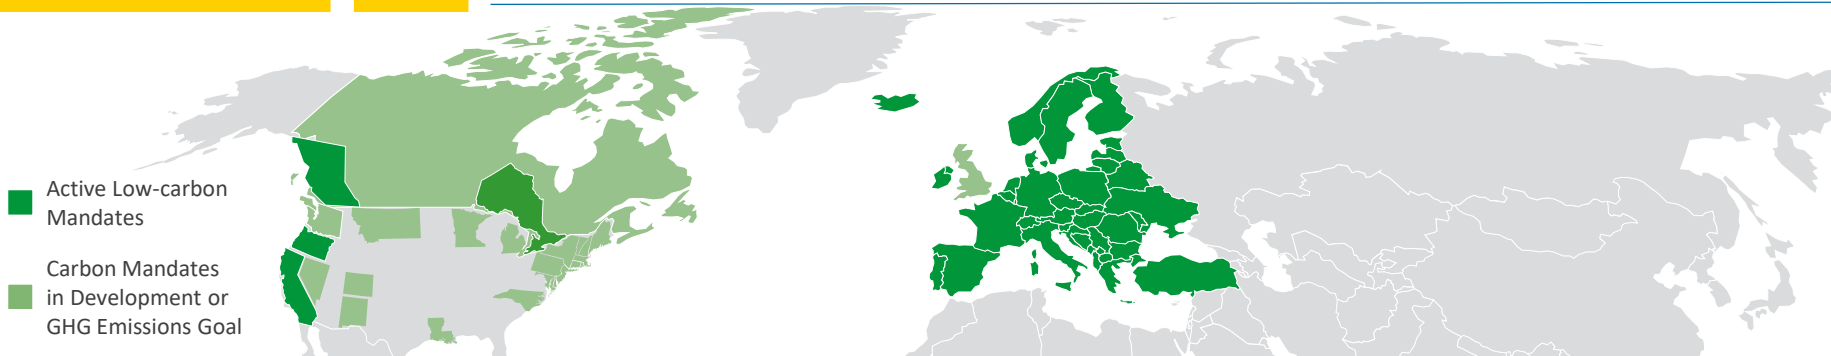 Active Low-carbon
Mandates
Carbon Mandates
in Development or
GHG Emissions Goal